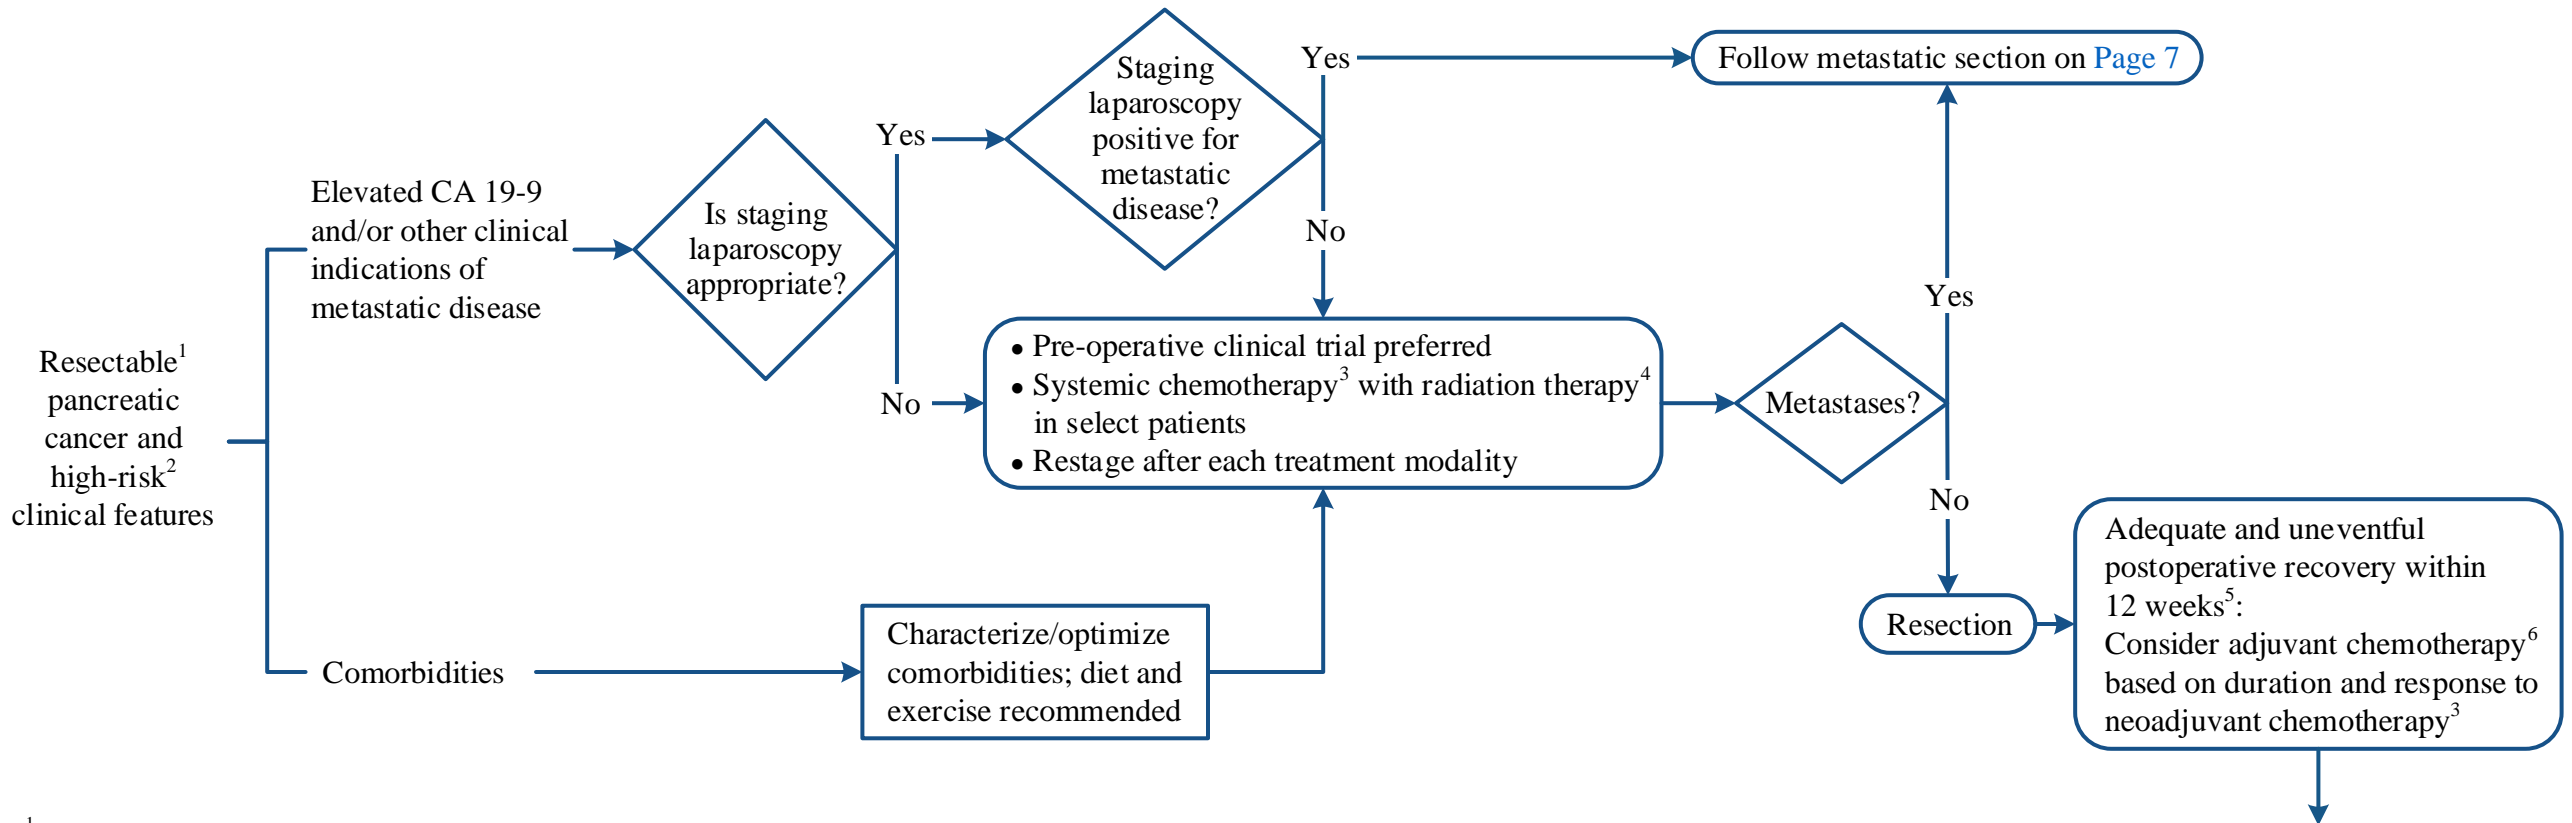 Resectable¹
pancreatic
cancer and
high-risk²
clinical features
Elevated CA 19-9
and/or other clinical
indications of
metastatic disease
Is staging
laparoscopy
appropriate?
Yes
No
Staging
laparoscopy
positive for
metastatic
disease?
Yes
No
Follow metastatic section on Page 7
Comorbidities
Characterize/optimize
comorbidities; diet and
exercise recommended
• Pre-operative clinical trial preferred
• Systemic chemotherapy³ with radiation therapy⁴
in select patients
• Restage after each treatment modality
Metastases?
Yes
No
Resection
Adequate and uneventful
postoperative recovery within
12 weeks⁵:
Consider adjuvant chemotherapy⁶
based on duration and response to
neoadjuvant chemotherapy³
1